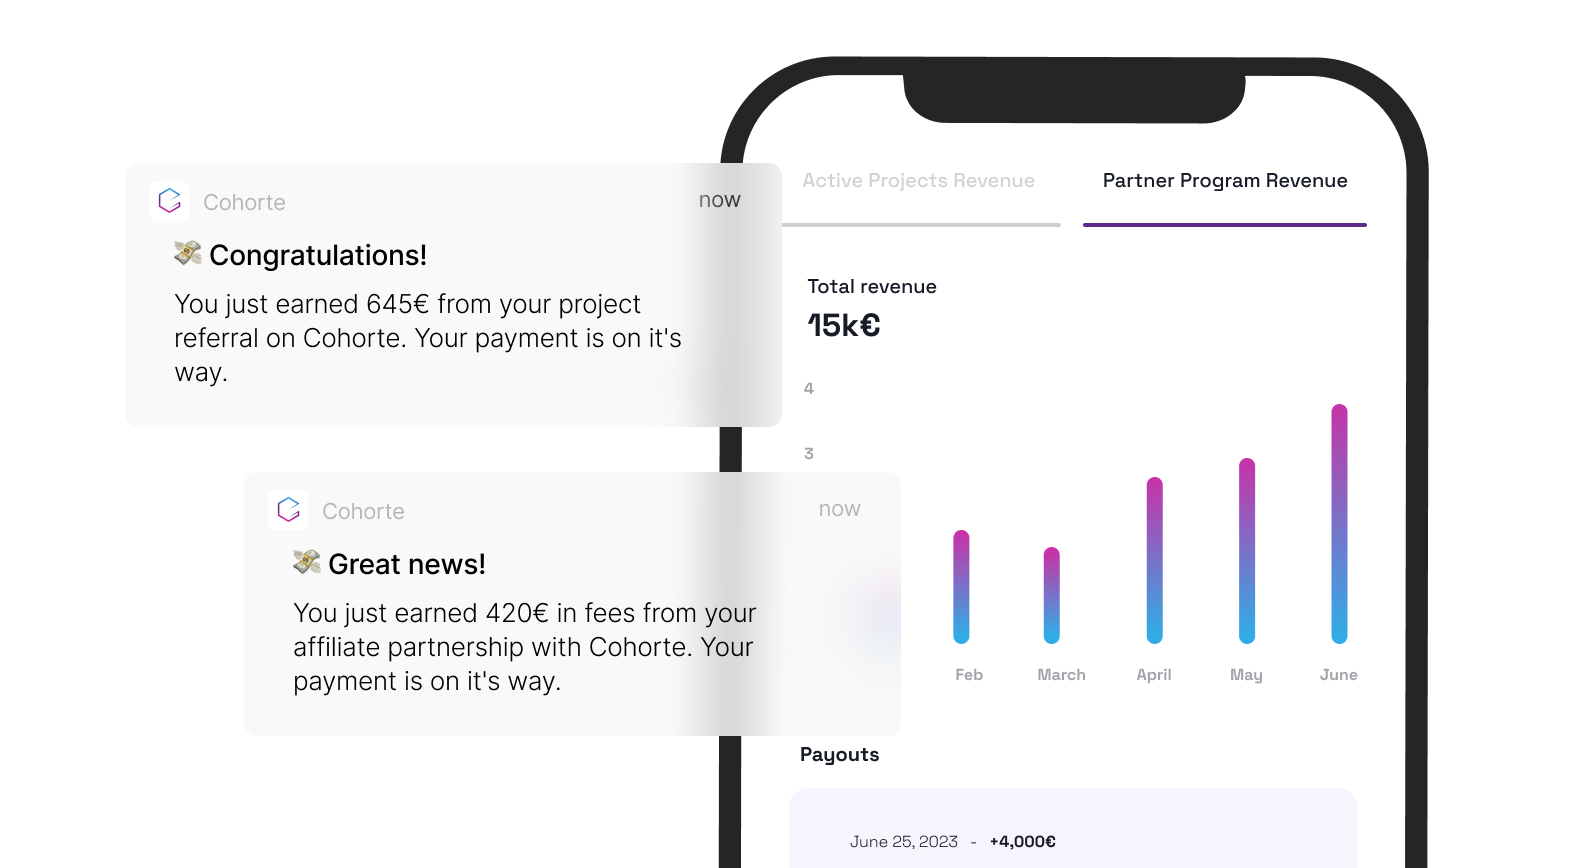 Cohorte
now
Congratulations!
You just earned 645€ from your project
referral on Cohorte. Your payment is on it's
way.
Cohorte
now
Great news!
You just earned 420€ in fees from your
affiliate partnership with Cohorte. Your
payment is on it's way.
Active Projects Revenue
Partner Program Revenue
Total revenue
15k€
4
3
Feb March April May June
Payouts
June 25, 2023 - +4,000€